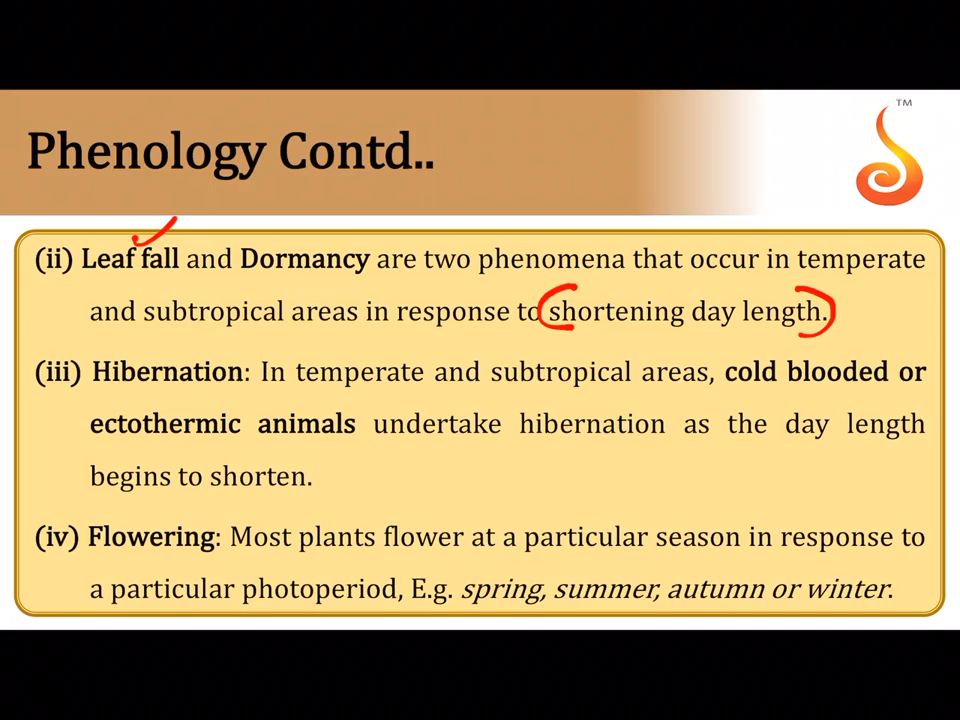 Phenology Contd..
TM
(ii) Leaf fall and Dormancy are two phenomena that occur in temperate
and subtropical areas in response to shortening day length.
(iii) Hibernation: In temperate and subtropical areas, cold blooded or
ectothermic animals undertake hibernation as the day length
begins to shorten.
(iv) Flowering: Most plants flower at a particular season in response to
a particular photoperiod, E.g. spring, summer, autumn or winter.